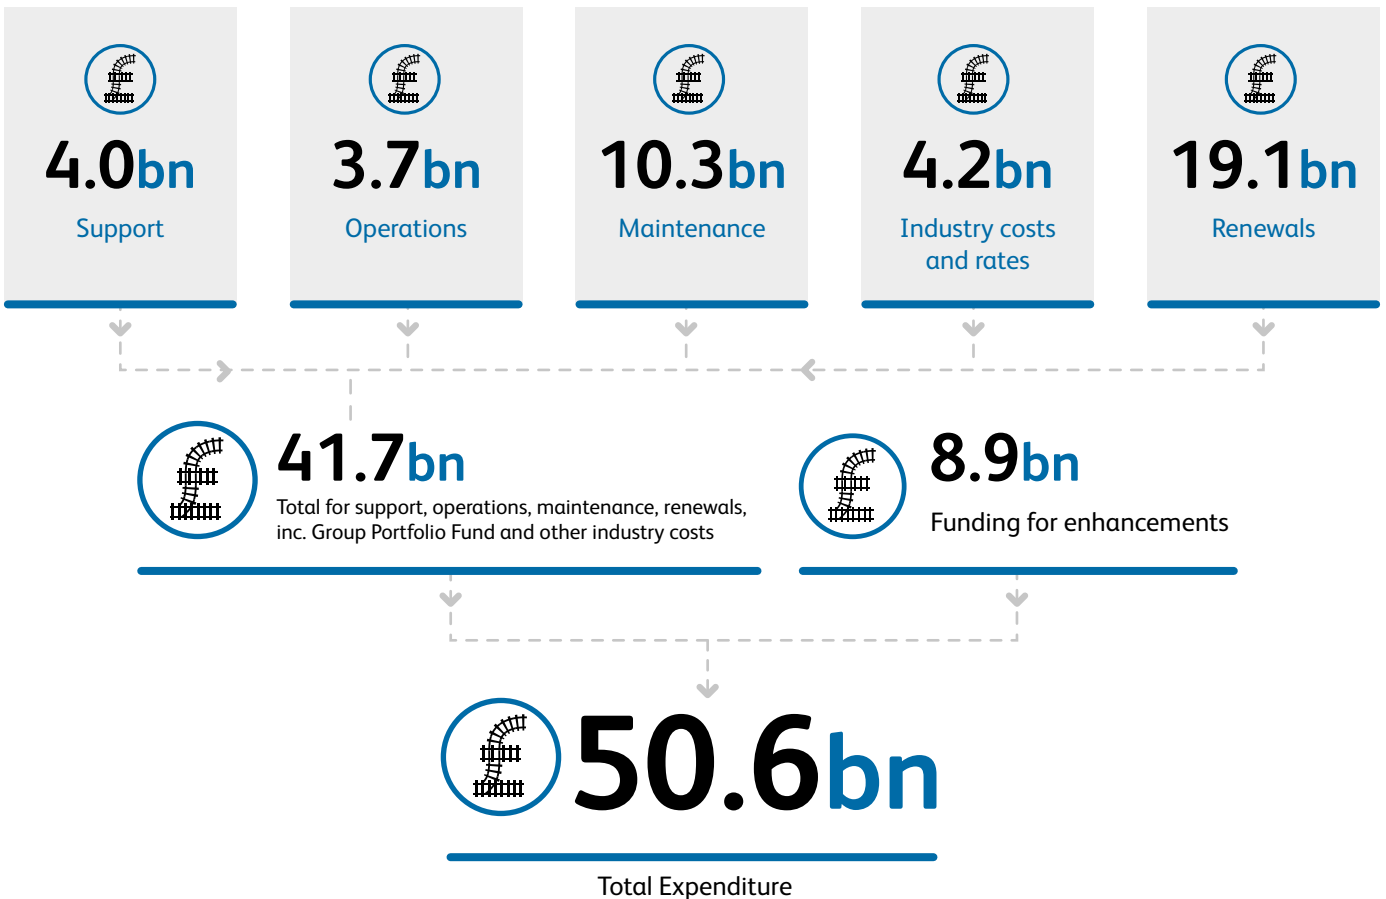 4.0bn
Support
3.7bn
Operations
10.3bn
Maintenance
4.2bn
Industry costs
and rates
19.1bn
Renewals
41.7bn
Total for support, operations, maintenance, renewals,
inc. Group Portfolio Fund and other industry costs
8.9bn
Funding for enhancements
£50.6bn
Total Expenditure